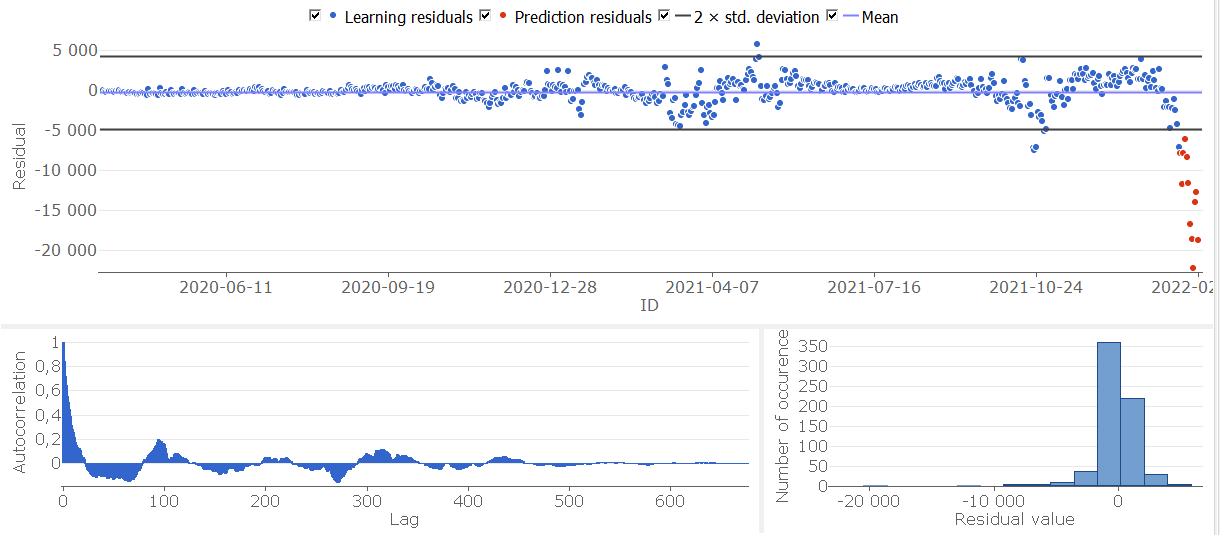 Learning residuals Prediction residuals 2 × std. deviation Mean
Residual
5 000
0
-5 000
-10 000
-15 000
-20 000
2020-06-11 2020-09-19 2020-12-28 2021-04-07 2021-07-16 2021-10-24 2022-02
ID
Autocorrelation
1
0,8
0,6
0,4
0,2
0
0 100 200 300 400 500 600
Lag
Number of occurence
350
300
250
200
150
100
50
0
-20 000 -10 000 0
Residual value